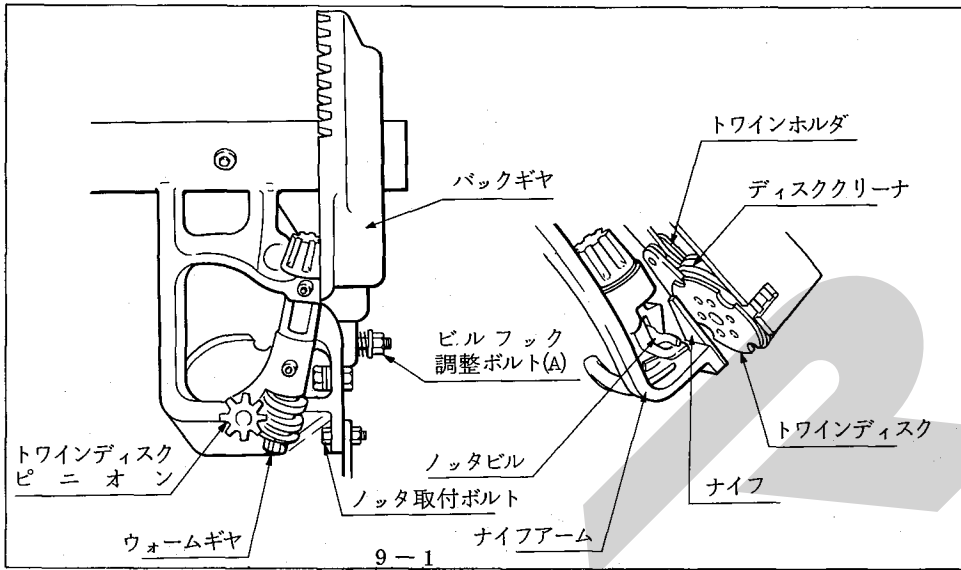 トワインホルダ
ディスククリーナ
バックギヤ
ビルフック
調整ボルト(A)
トワインディスク
ピニオン
ノッタビル
トワインディスク
ナイフ
ノッタ取付ボルト
ナイフアーム
ウォームギヤ
9-1